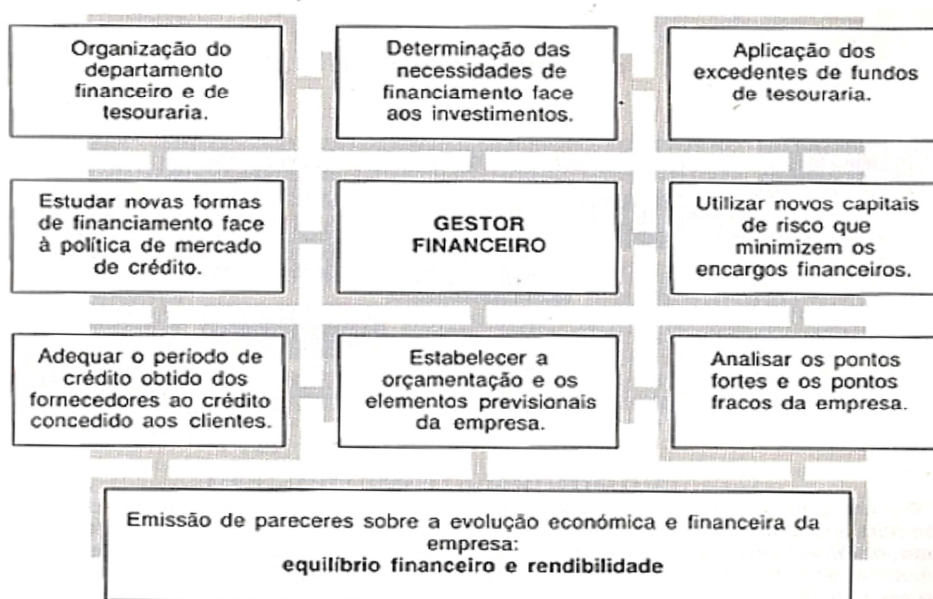 Organização do
departamento
financeiro e de
tesouraria.
Determinação das
necessidades de
financiamento face
aos investimentos.
Aplicação dos
excedentes de fundos
de tesouraria.
Estudar novas formas
de financiamento face
à política de mercado
de crédito.
GESTOR
FINANCEIRO
Utilizar novos capitais
de risco que
minimizem os
encargos financeiros.
Adequar o período de
crédito obtido dos
fornecedores ao crédito
concedido aos clientes.
Estabelecer a
orçamentação e os
elementos previsionais
da empresa.
Analisar os pontos
fortes e os pontos
fracos da empresa.
Emissão de pareceres sobre a evolução económica e financeira da
empresa:
equilíbrio financeiro e rendibilidade